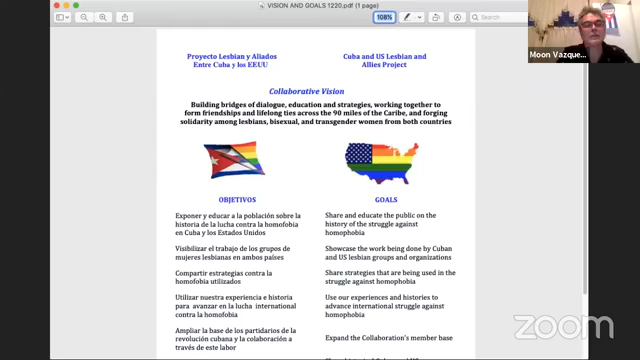 VISION AND GOALS 1220.pdf (1 page)
108%
Search
Moon Vazque...
Proyecto Lesbian y Aliados
Entre Cuba y los EEUU
Cuba and US Lesbian and
Allies Project
Collaborative Vision
Building bridges of dialogue, education and strategies, working together to
form friendships and lifelong ties across the 90 miles of the Caribe, and forging
solidarity among lesbians, bisexual, and transgender women from both countries
OBJETIVOS
Exponer y educar a la población sobre la
historia de la lucha contra la homofobia
en Cuba y los Estados Unidos
Visibilizar el trabajo de los grupos de
mujeres lesbianas en ambos países
Compartir estrategias contra la
homofobia utilizados
Utilizar nuestra experiencia e historia
para avanzar en la lucha international
contra la homofobia
Ampliar la base de los partidarios de la
revolución cubana y la colaboración a
través de este labor
GOALS
Share and educate the public on the
history of the struggle against
homophobia
Showcase the work being done by Cuban
and US lesbian groups and organizations
Share strategies that are being used in the
struggle against homophobia
Use our experiences and histories to
advance international struggle against
homophobia
Expand the Collaboration's member base
zoom